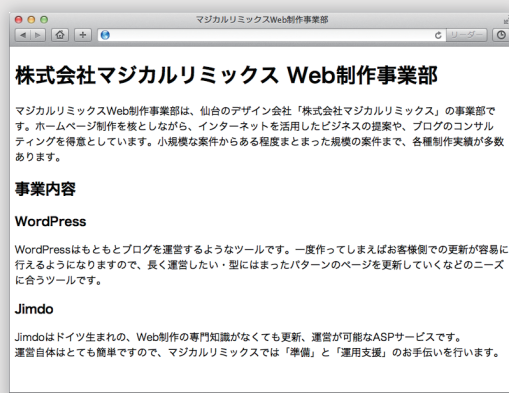 マジカルリミックスWeb制作事業部
リーダー
株式会社マジカルリミックス Web制作事業部
マジカルリミックスWeb制作事業部は、仙台のデザイン会社「株式会社マジカルリミックス」の事業部で
す。ホームページ制作を核としながら、インターネットを活用したビジネスの提案や、ブログのコンサル
ティングを得意としています。小規模な案件からある程度まとまった規模の案件まで、各種制作実績が多数
あります。
事業内容
WordPress
WordPressはもともとブログを運営するようなツールです。一度作ってしまえばお客様側での更新が容易に
行えるようになりますので、長く運営したい・型にはまったパターンのページを更新していくなどのニーズ
に合うツールです。
Jimdo
Jimdoはドイツ生まれの、Web制作の専門知識がなくても更新、運営が可能なASPサービスです。
運営自体はとても簡単ですので、マジカルリミックスでは「準備」と「運用支援」のお手伝いを行います。